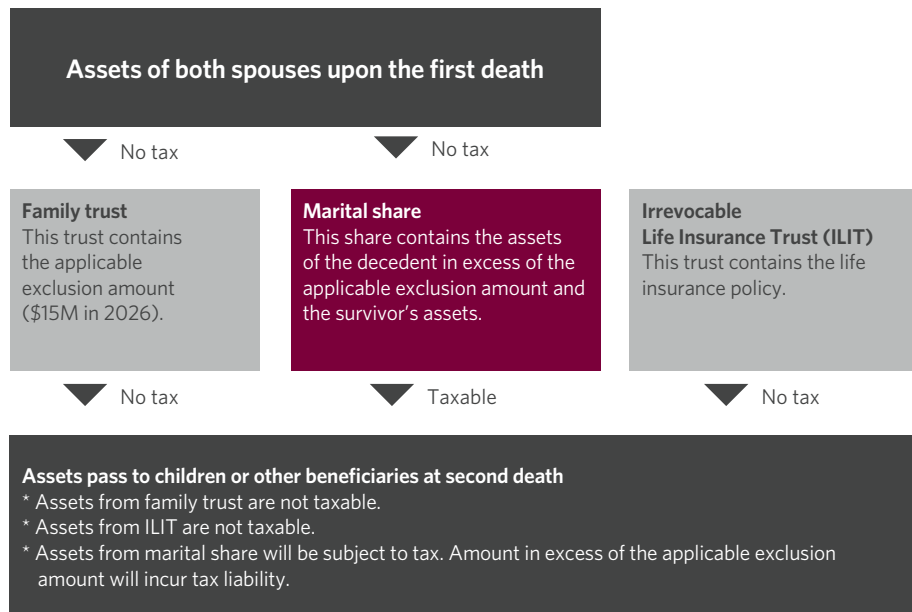 Assets of both spouses upon the first death
No tax
No tax
Family trust
This trust contains
the applicable
exclusion amount
($15M in 2026).
Marital share
This share contains the assets
of the decedent in excess of the
applicable exclusion amount and
the survivor’s assets.
Irrevocable
Life Insurance Trust (ILIT)
This trust contains the life
insurance policy.
No tax
Taxable
No tax
Assets pass to children or other beneficiaries at second death
* Assets from family trust are not taxable.
* Assets from ILIT are not taxable.
* Assets from marital share will be subject to tax. Amount in excess of the applicable exclusion
amount will incur tax liability.